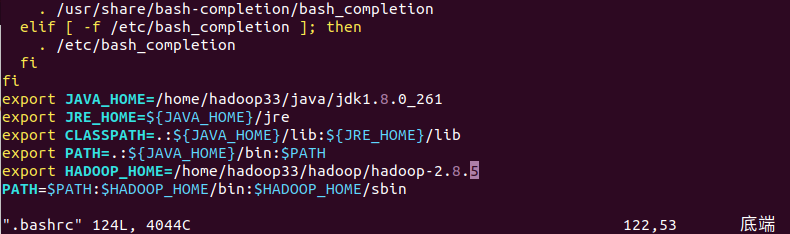 . /usr/share/bash-completion/bash_completion
elif [ -f /etc/bash_completion ]; then
. /etc/bash_completion
fi
fi
export JAVA_HOME=/home/hadoop33/java/jdk1.8.0_261
export JRE_HOME=${JAVA_HOME}/jre
export CLASSPATH=.:${JAVA_HOME}/lib:${JRE_HOME}/lib
export PATH=.:${JAVA_HOME}/bin:$PATH
export HADOOP_HOME=/home/hadoop33/hadoop/hadoop-2.8.5
PATH=$PATH:$HADOOP_HOME/bin:$HADOOP_HOME/sbin
".bashrc" 124L, 4044C 122,53 底端